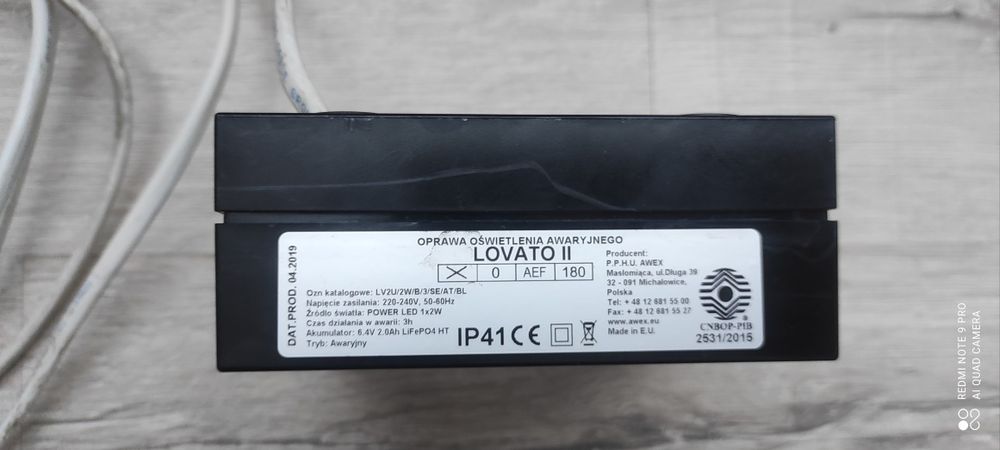 OPRAWA OŚWIETLENIA AWARYJNEGO
LOVATO II
X 0 AEF 180
DAT.PROD. 04.2019
Ozn katalogowe: LV2U/2W/B/3/SE/AT/BL
Napięcie zasilania: 220-240V, 50-60Hz
Źródło światła: POWER LED 1x2W
Czas działania w awarii: 3h
Akumulator: 6.4V 2.0Ah LiFePO4 HT
Tryb: Awaryjny
IP41 CE
Producent:
P.P.H.U. AWEX
Masłomiąca, ul.Długa 39
32 - 091 Michałowice,
Polska
Tel: + 48 12 681 55 00
Fax: + 48 12 681 55 27
www.awex.eu
Made in E.U.
CNBOP-PIB
2531/2015
REDMI NOTE 9 PRO
AI QUAD CAMERA